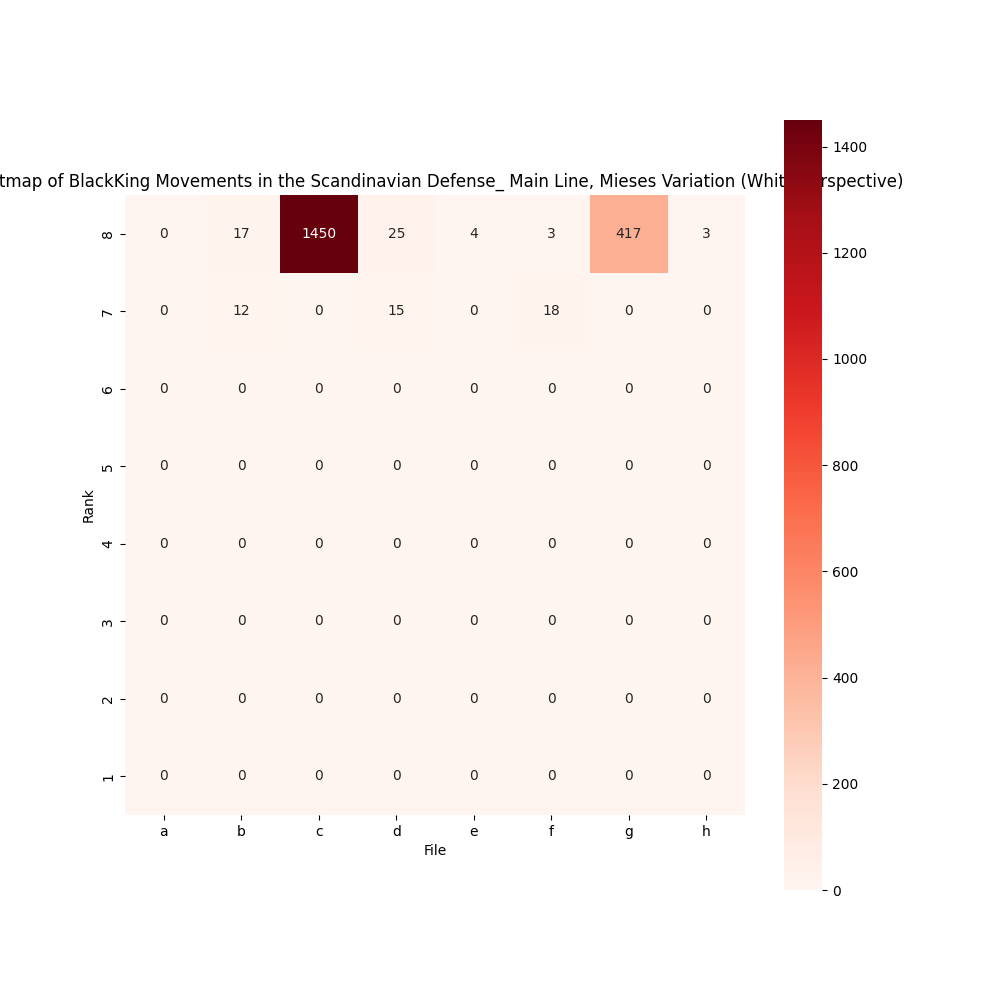 tmap of BlackKing Movements in the Scandinavian Defense_ Main Line, Mieses Variation (Whit rspective)
8 0 17 1450 25 4 3 417 3
7 0 12 0 15 0 18 0 0
6 0 0 0 0 0 0 0 0
5 0 0 0 0 0 0 0 0
4 0 0 0 0 0 0 0 0
3 0 0 0 0 0 0 0 0
2 0 0 0 0 0 0 0 0
1 0 0 0 0 0 0 0 0
Rank
a b c d e f g h
File
1400
1200
1000
800
600
400
200
0